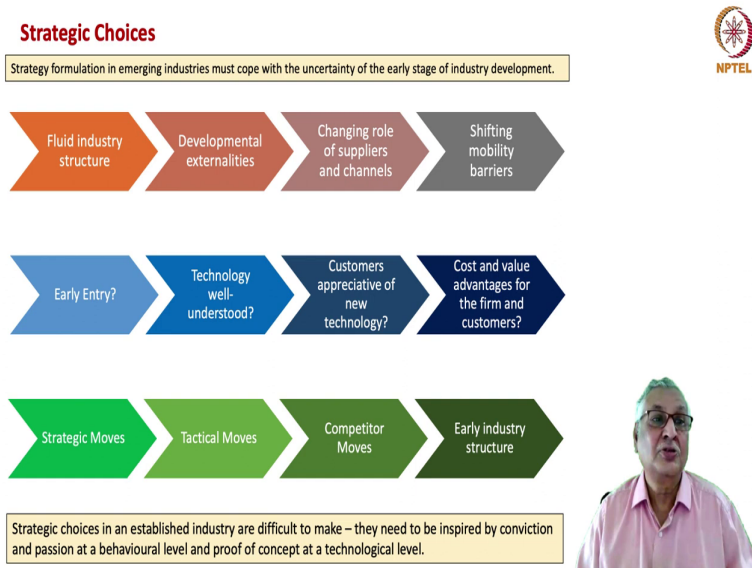 Strategic Choices
NPTEL
Strategy formulation in emerging industries must cope with the uncertainty of the early stage of industry development.
Fluid industry
structure
Developmental
externalities
Changing role
of suppliers
and channels
Shifting
mobility
barriers
Early Entry?
Technology
well-
understood?
Customers
appreciative of
new
technology?
Cost and value
advantages for
the firm and
customers?
Strategic Moves
Tactical Moves
Competitor
Moves
Early industry
structure
Strategic choices in an established industry are difficult to make – they need to be inspired by conviction
and passion at a behavioural level and proof of concept at a technological level.